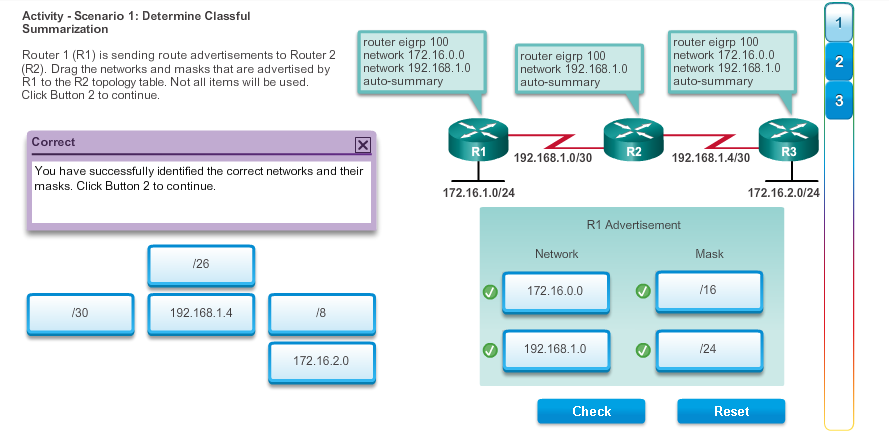 Activity - Scenario 1: Determine Classful
Summarization
Router 1 (R1) is sending route advertisements to Router 2
(R2). Drag the networks and masks that are advertised by
R1 to the R2 topology table. Not all items will be used.
Click Button 2 to continue.
router eigrp 100
network 172.16.0.0
network 192.168.1.0
auto-summary
router eigrp 100
network 192.168.1.0
auto-summary
router eigrp 100
network 172.16.0.0
network 192.168.1.0
auto-summary
1
2
3
Correct
You have successfully identified the correct networks and their
masks. Click Button 2 to continue.
R1
192.168.1.0/30
R2
192.168.1.4/30
R3
172.16.1.0/24
172.16.2.0/24
/26
/30
192.168.1.4
/8
172.16.2.0
R1 Advertisement
Network
Mask
172.16.0.0
/16
192.168.1.0
/24
Check
Reset